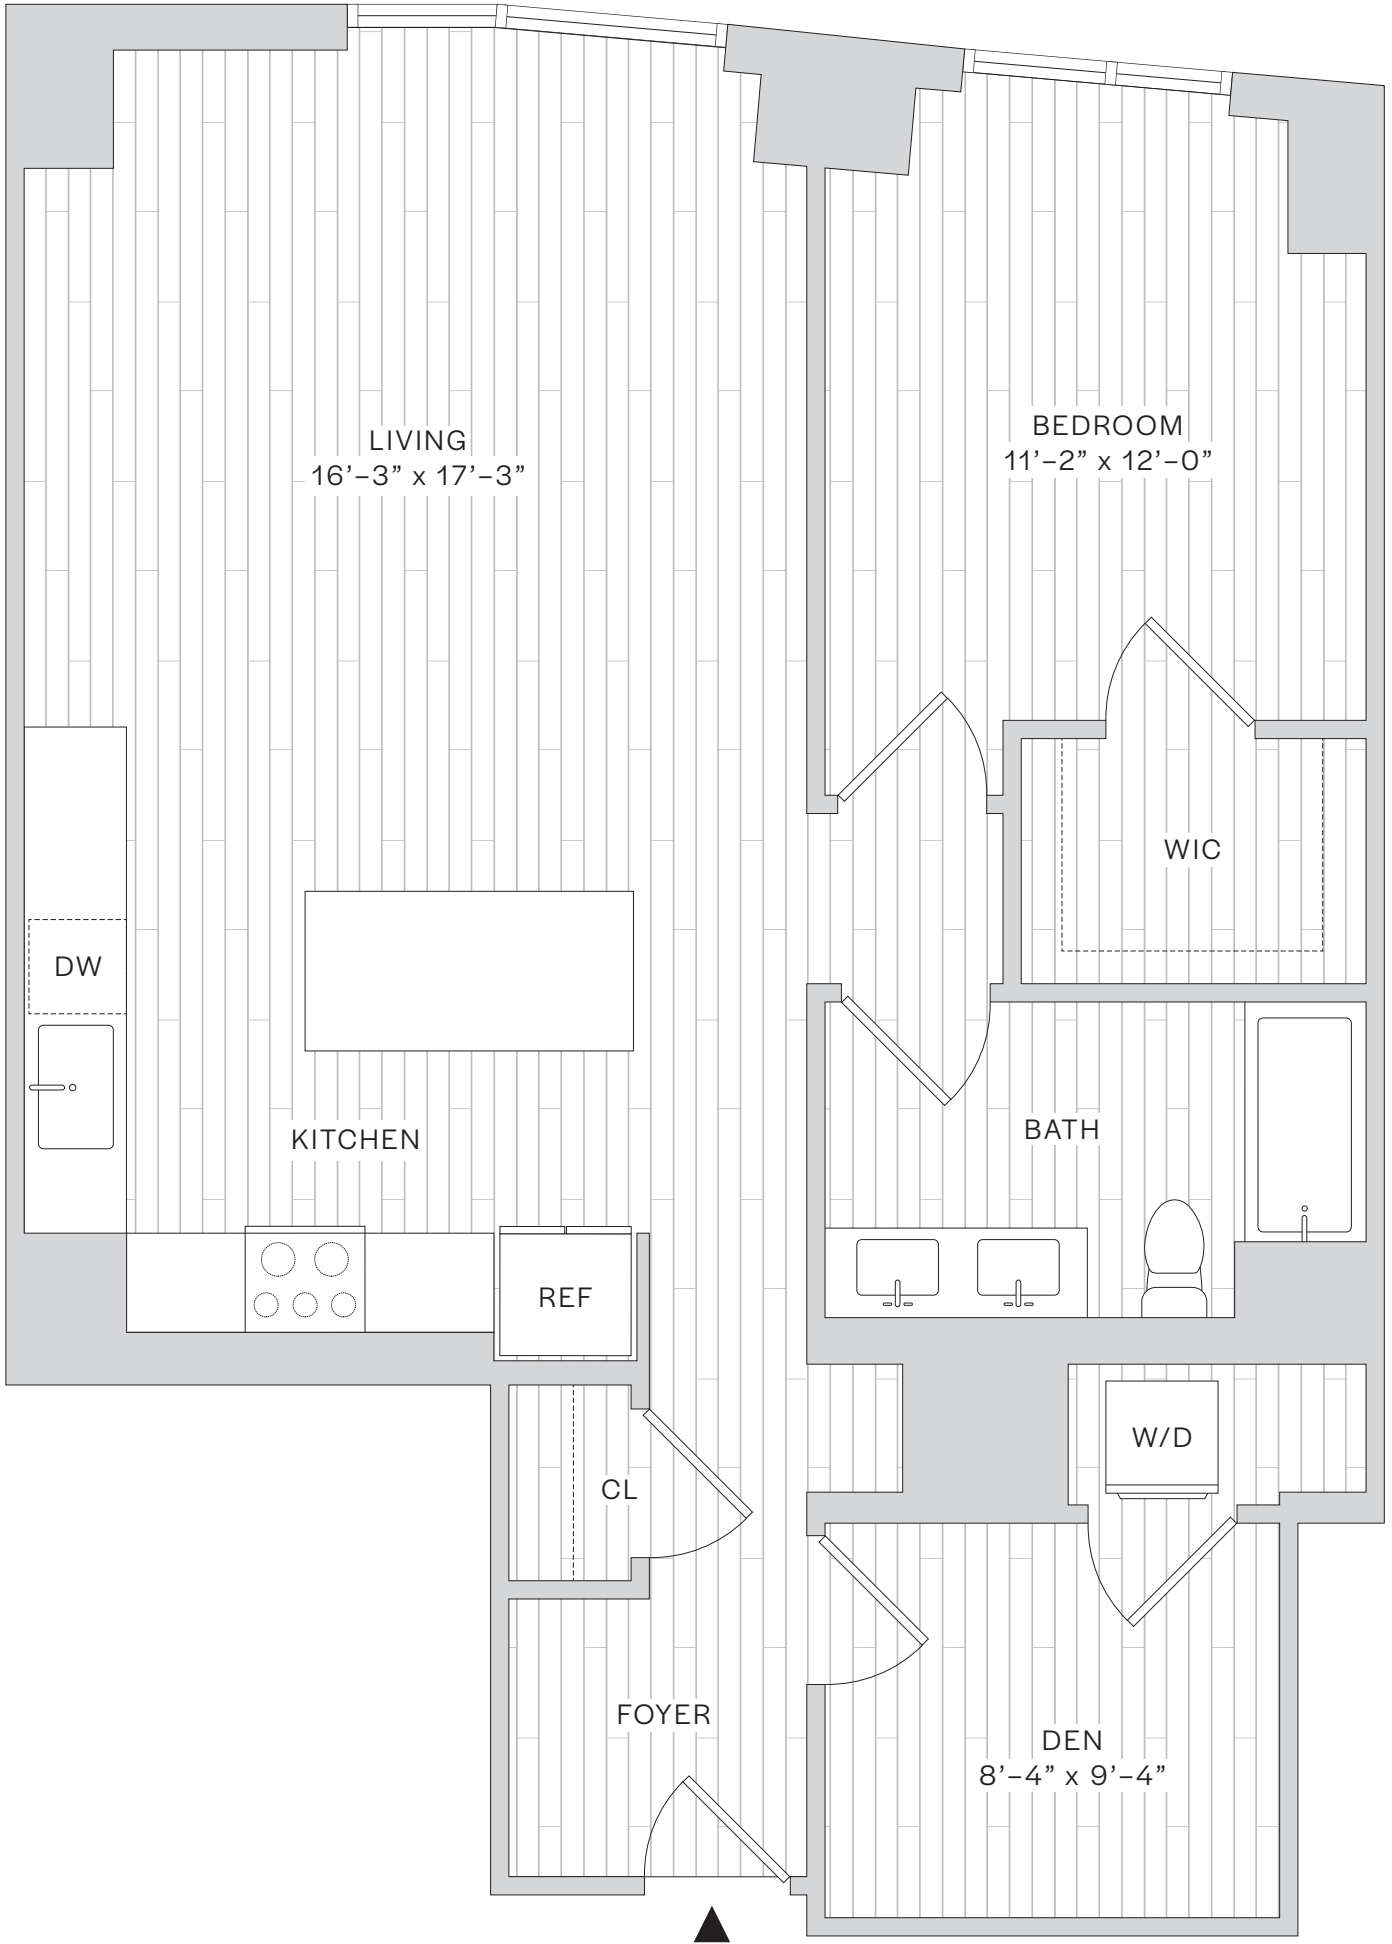 LIVING
16’–3” x 17’–3”
BEDROOM
11’–2” x 12’–0”
WIC
DW
BATH
KITCHEN
REF
W/D
CL
FOYER
DEN
8’–4” x 9’–4”